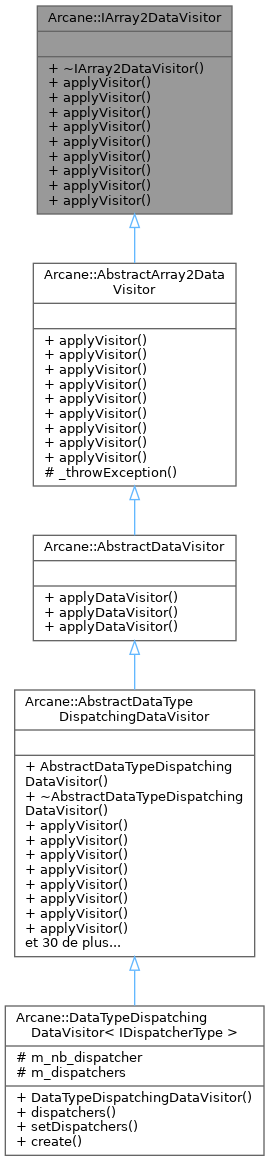 Arcane::IArray2DataVisitor
+ ~IArray2DataVisitor()
+ applyVisitor()
+ applyVisitor()
+ applyVisitor()
+ applyVisitor()
+ applyVisitor()
+ applyVisitor()
+ applyVisitor()
+ applyVisitor()
+ applyVisitor()
Arcane::AbstractArray2Data
Visitor
+ applyVisitor()
+ applyVisitor()
+ applyVisitor()
+ applyVisitor()
+ applyVisitor()
+ applyVisitor()
+ applyVisitor()
+ applyVisitor()
+ applyVisitor()
# _throwException()
Arcane::AbstractDataVisitor
+ applyDataVisitor()
+ applyDataVisitor()
+ applyDataVisitor()
Arcane::AbstractDataType
DispatchingDataVisitor
+ AbstractDataTypeDispatching
DataVisitor()
+ ~AbstractDataTypeDispatching
DataVisitor()
+ applyVisitor()
+ applyVisitor()
+ applyVisitor()
+ applyVisitor()
+ applyVisitor()
+ applyVisitor()
+ applyVisitor()
+ applyVisitor()
et 30 de plus...
Arcane::DataTypeDispatching
DataVisitor< IDispatcherType >
# m_nb_dispatcher
# m_dispatchers
+ DataTypeDispatchingDataVisitor()
+ dispatchers()
+ setDispatchers()
+ create()